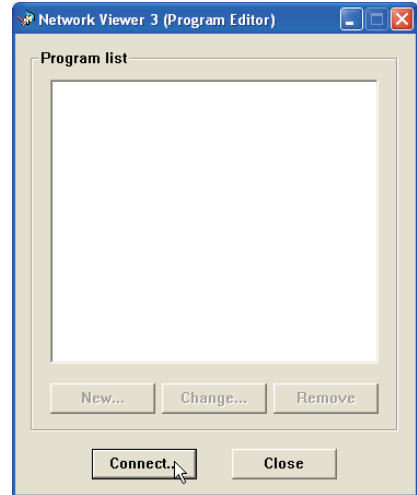 Network Viewer 3 (Program Editor)
Program list
New... Change... Remove
Connect... Close